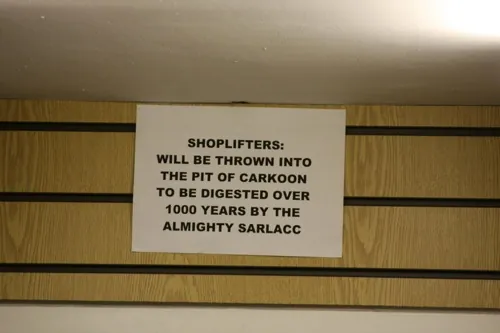 SHOPLIFTERS:
WILL BE THROWN INTO
THE PIT OF CARKOON
TO BE DIGESTED OVER
1000 YEARS BY THE
ALMIGHTY SARLACC